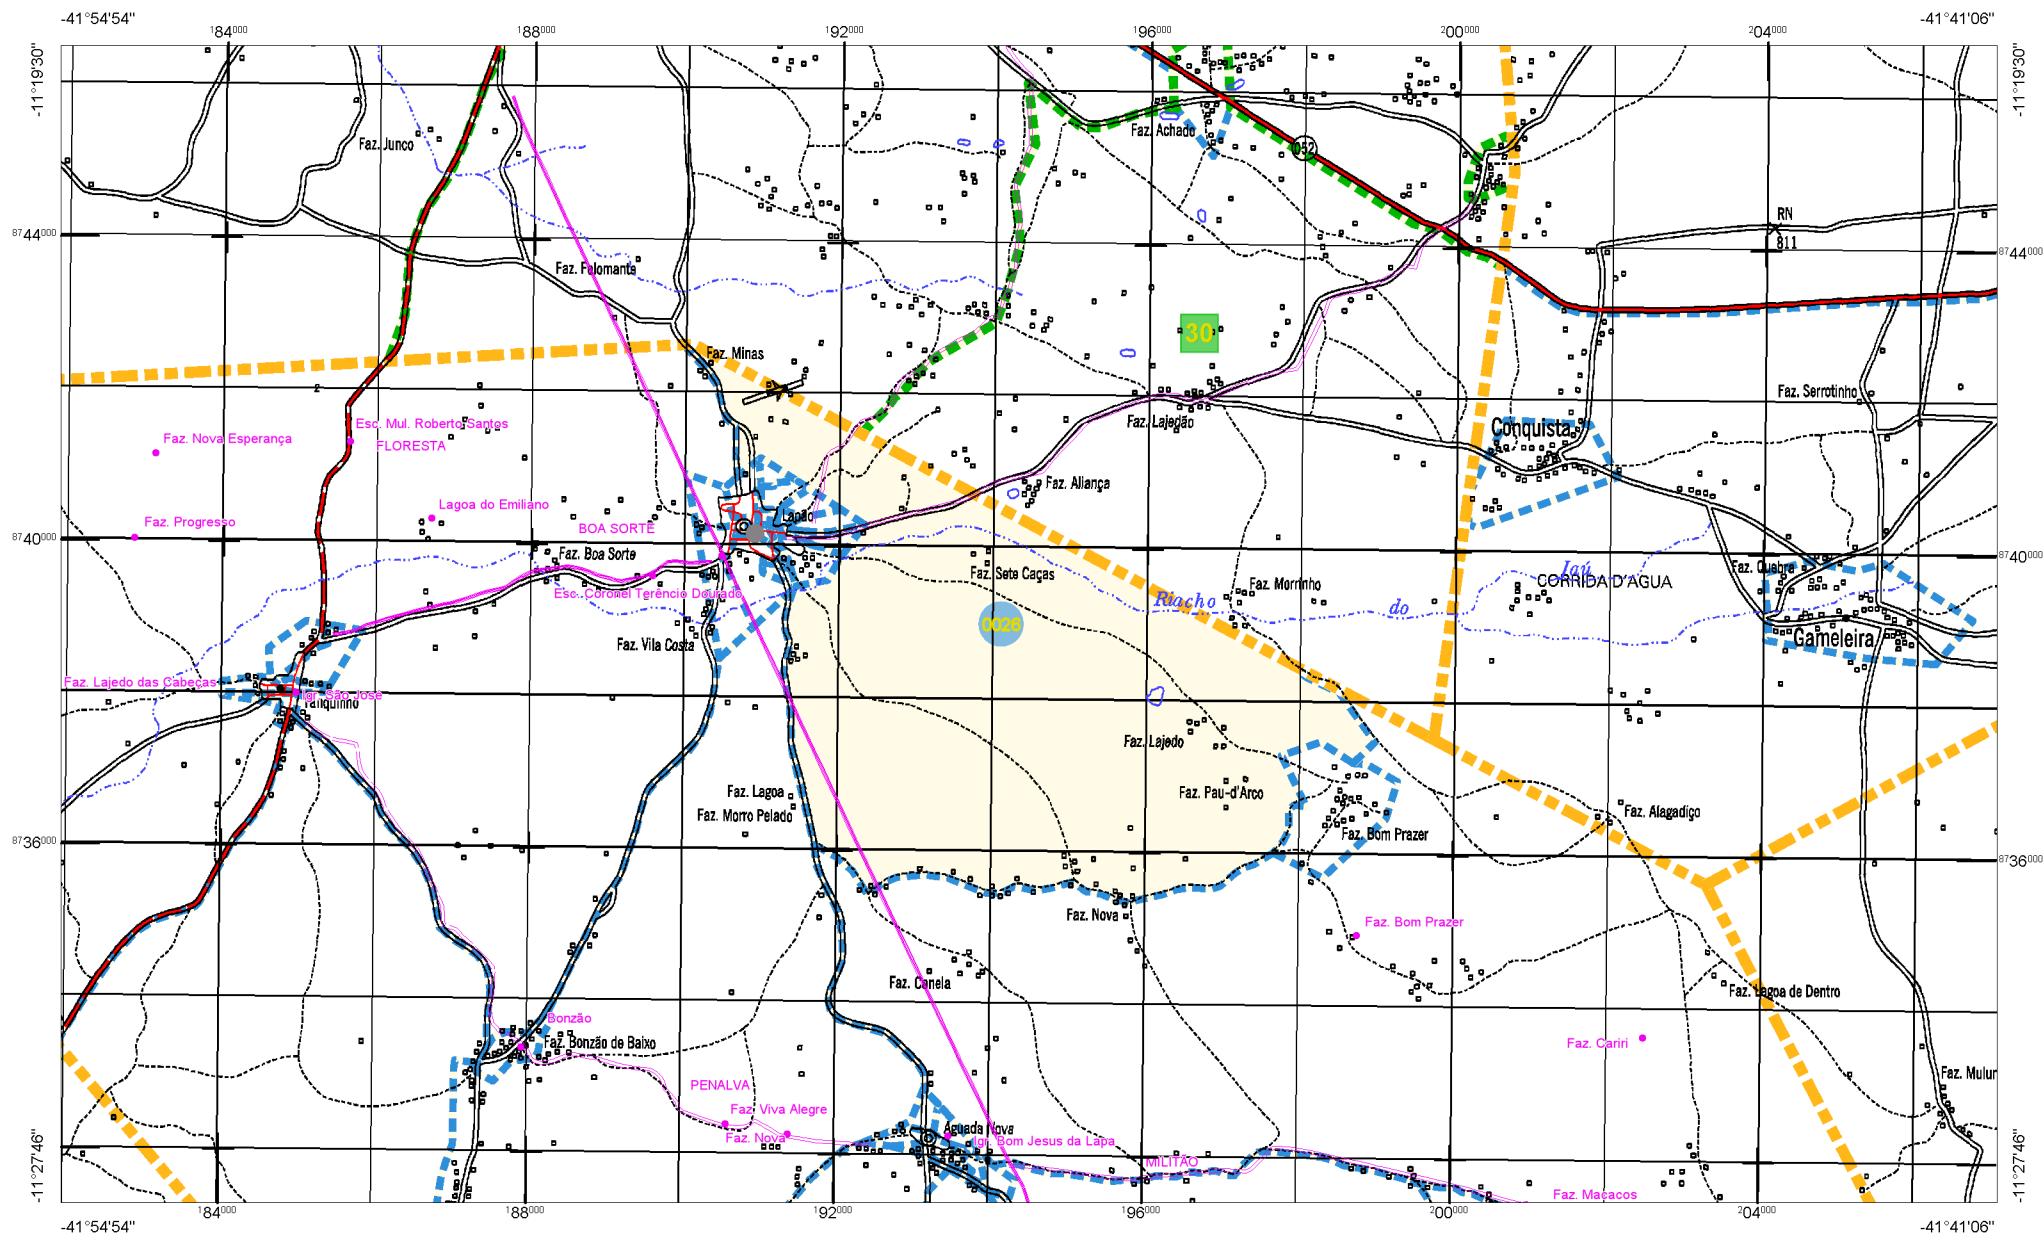 -41°54'54"
-41°41'06"
184000
188000
192000
196000
200000
204000
-11°19'30"
-11°19'30"
Faz. Achado
052
Faz. Junco
RN
811
8744000
8744000
Faz. Fulomante
30
Faz. Minas
2
Faz. Serrotinho
Esc. Mul. Roberto Santos
Faz. Nova Esperança
FLORESTA
Faz. Lajedão
Conquista
Faz. Aliança
Lagoa do Emiliano
Faz. Progresso
BOA SORTE
Lapão
8740000
8740000
Faz. Boa Sorte
Faz. Sete Caças
Jaú
Faz. Quebra
CORRIDA D'AGUA
Faz. Morrinho
Esc. Coronel Terêncio Dourado
Riacho
do
0026
Faz. Vila Costa
Gameleira
Faz. Lajedo das Cabeças
Igr. São José
Tanquinho
Faz. Lajedo
Faz. Lagoa
Faz. Pau-d'Arco
Faz. Morro Pelado
Faz. Alagadiço
Faz. Bom Prazer
8736000
8736000
Faz. Nova
Faz. Bom Prazer
Faz. Canela
Faz. Lagoa de Dentro
Bonzão
Faz. Bonzão de Baixo
Faz. Cariri
Faz. Mulun
PENALVA
Faz. Viva Alegre
Aguada Nova
Faz. Nova
Igr. Bom Jesus da Lapa
MILITÃO
Faz. Macacos
-11°27'46"
-11°27'46"
184000
188000
192000
196000
200000
204000
-41°54'54"
-41°41'06"